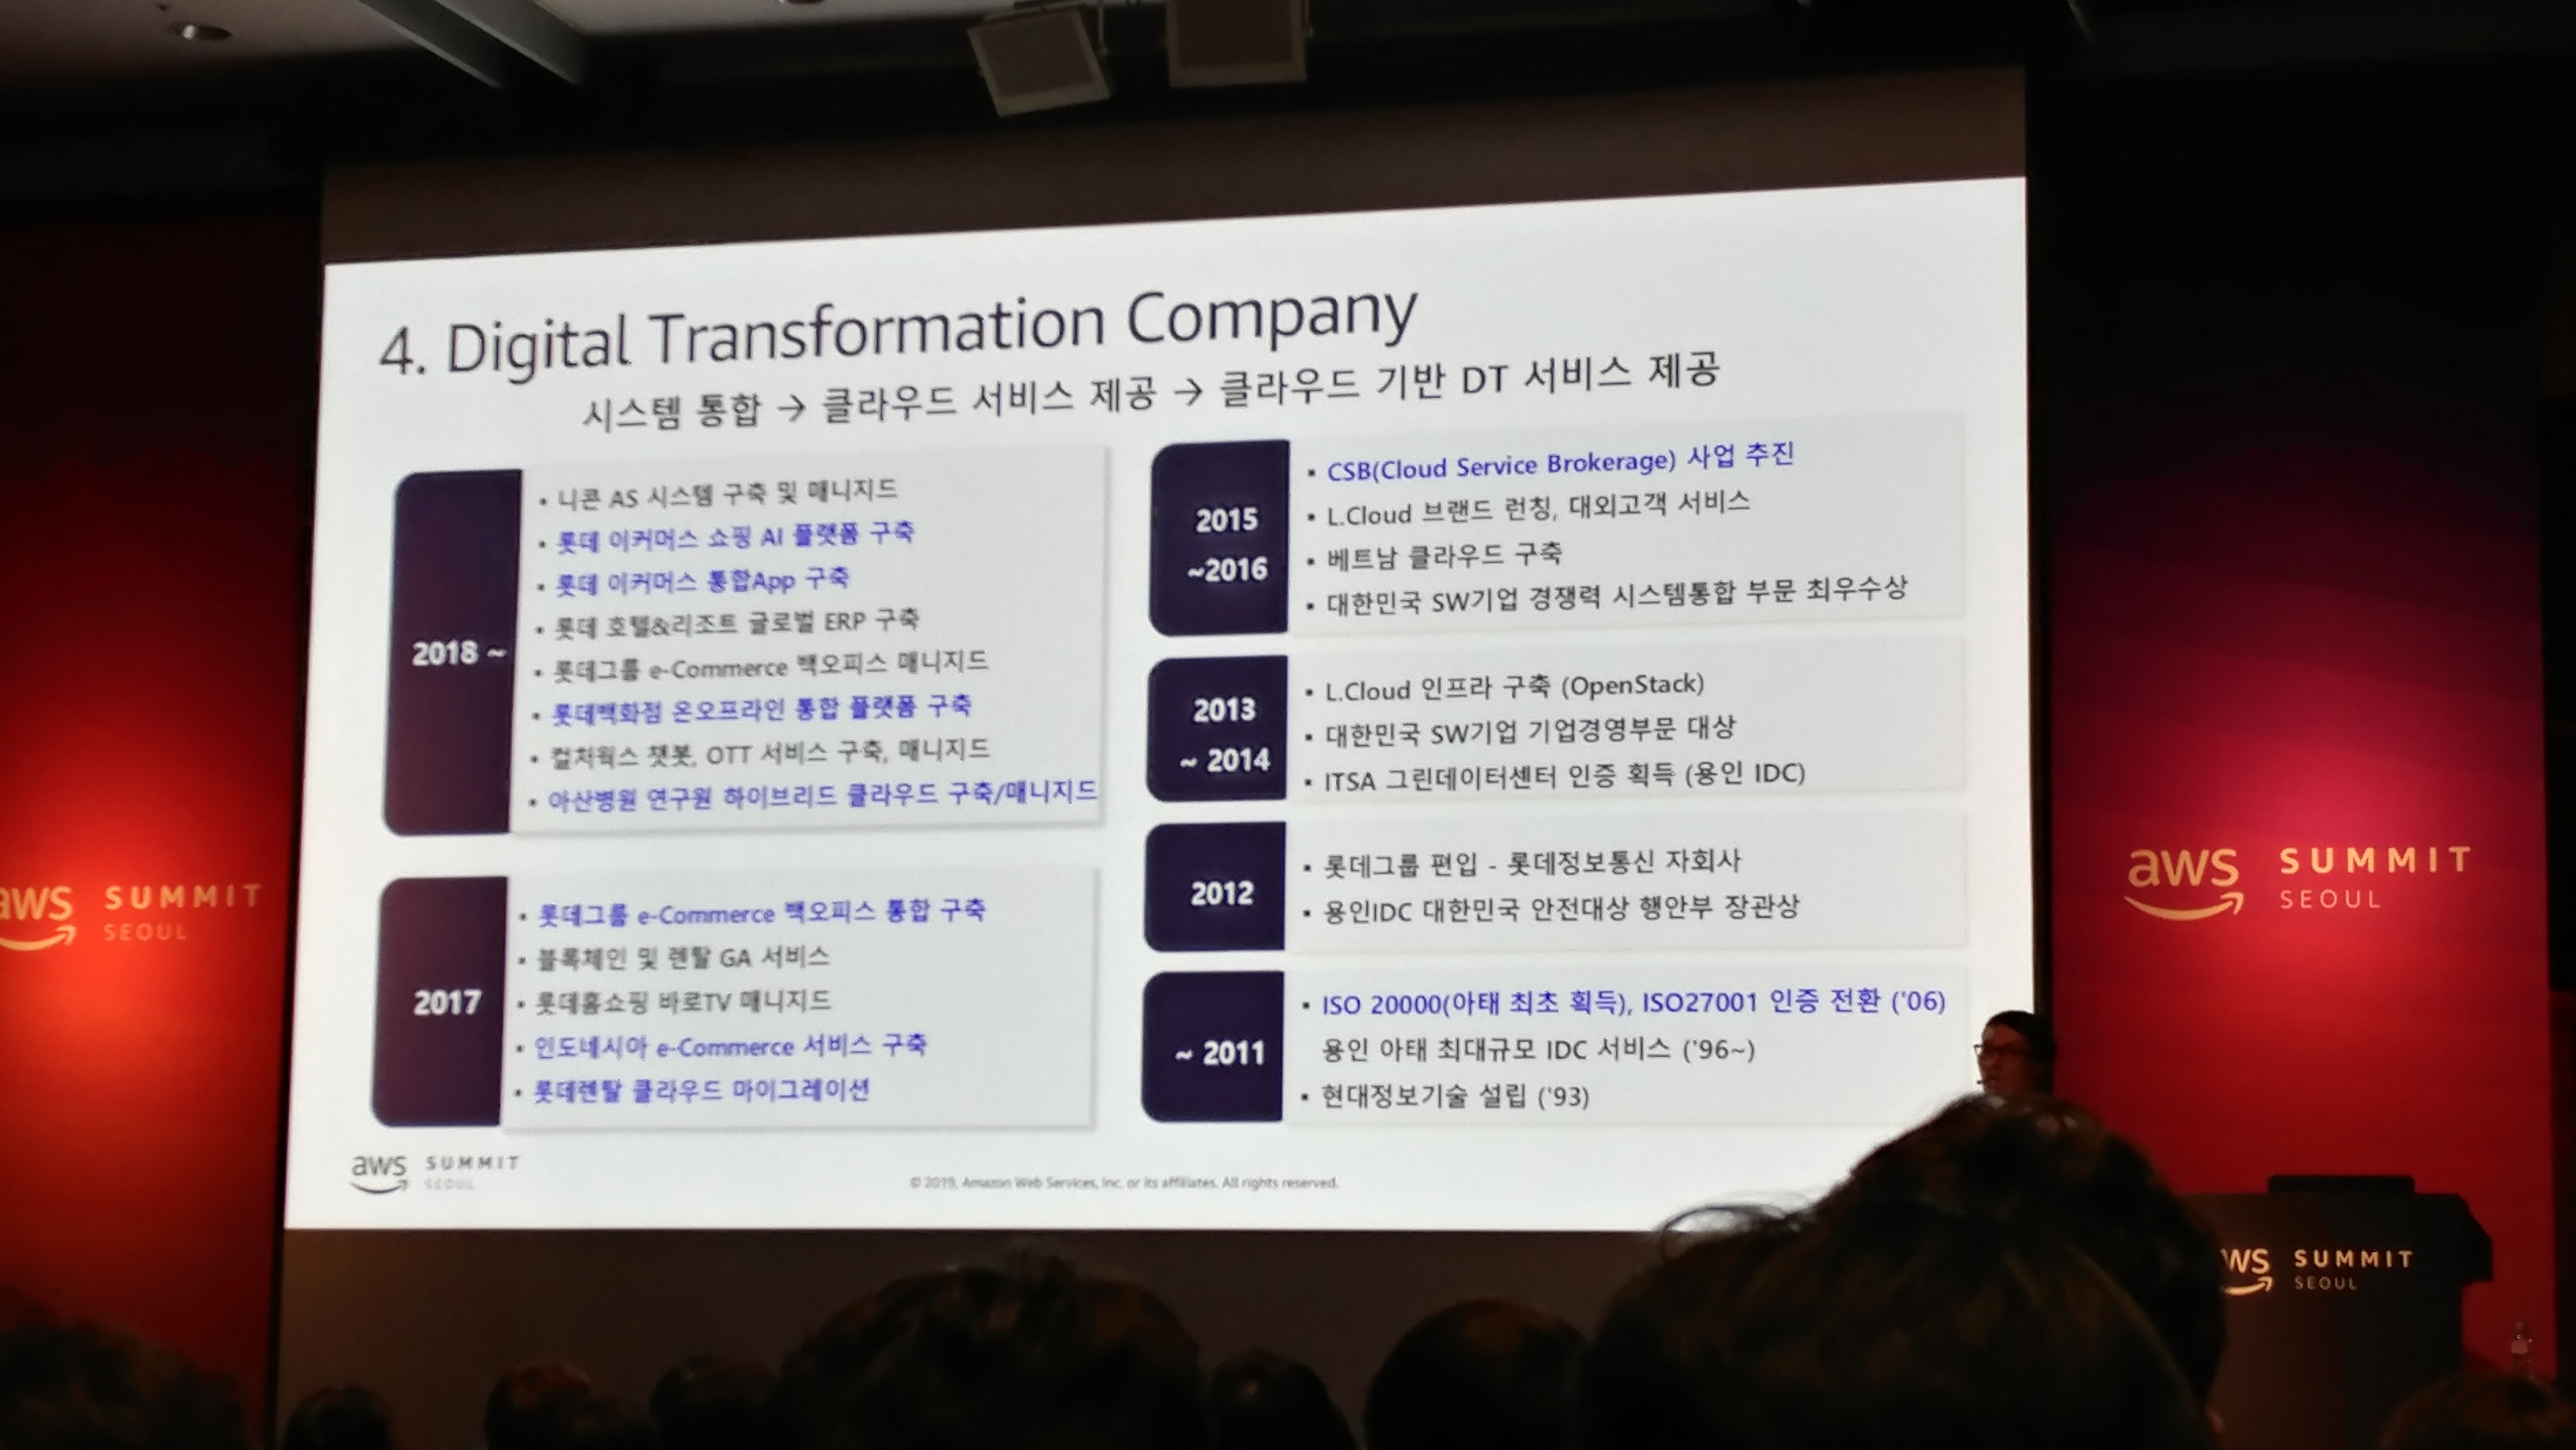 4. Digital Transformation Company
시스템 통합 → 클라우드 서비스 제공 → 클라우드 기반 DT 서비스 제공
2018 ~
▪ 니콘 AS 시스템 구축 및 매니지드
▪ 롯데 이커머스 쇼핑 AI 플랫폼 구축
▪ 롯데 이커머스 통합App 구축
▪ 롯데 호텔&리조트 글로벌 ERP 구축
▪ 롯데그룹 e-Commerce 백오피스 매니지드
▪ 롯데백화점 온오프라인 통합 플랫폼 구축
▪ 컬처웍스 챗봇, OTT 서비스 구축, 매니지드
▪ 아산병원 연구원 하이브리드 클라우드 구축/매니지드
2017
▪ 롯데그룹 e-Commerce 백오피스 통합 구축
▪ 블록체인 및 렌탈 GA 서비스
▪ 롯데홈쇼핑 바로TV 매니지드
▪ 인도네시아 e-Commerce 서비스 구축
▪ 롯데렌탈 클라우드 마이그레이션
2015
~2016
▪ CSB(Cloud Service Brokerage) 사업 추진
▪ L.Cloud 브랜드 런칭, 대외고객 서비스
▪ 베트남 클라우드 구축
▪ 대한민국 SW기업 경쟁력 시스템통합 부문 최우수상
2013
~ 2014
▪ L.Cloud 인프라 구축 (OpenStack)
▪ 대한민국 SW기업 기업경영부문 대상
▪ ITSA 그린데이터센터 인증 획득 (용인 IDC)
2012
▪ 롯데그룹 편입 - 롯데정보통신 자회사
▪ 용인IDC 대한민국 안전대상 행안부 장관상
~ 2011
▪ ISO 20000(아태 최초 획득), ISO27001 인증 전환 ('06)
용인 아태 최대규모 IDC 서비스 ('96~)
▪ 현대정보기술 설립 ('93)
aws SUMMIT
SEOUL
© 2019, Amazon Web Services, Inc. or its affiliates. All rights reserved.
aws SUMMIT
SEOUL
aws SUMMIT
SEOUL
ws SUMMIT
SEOUL